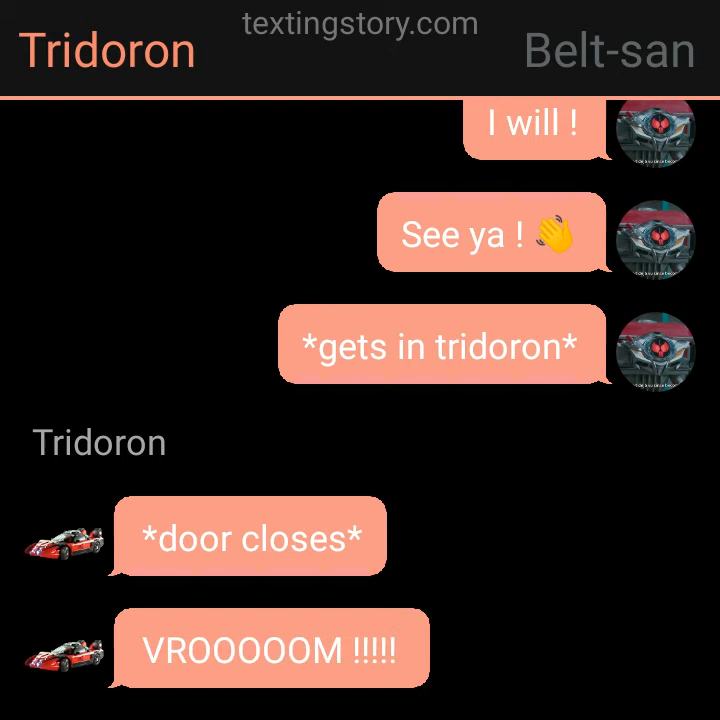 textingstory.com
Tridoron
Belt-san
I will !
See ya ! 👋
*gets in tridoron*
Tridoron
*door closes*
VROOOOOM !!!!!